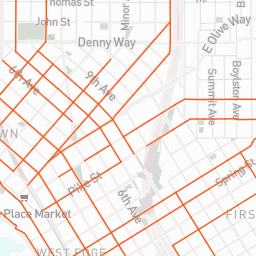 Thomas St
John St
Minor A
Denny Way
E Olive Way
B
6th Ave
9th Ave
Summit Ave
Boylston Ave
WN
Pike St
6th Ave
Spring St
Place Market
FIRS
WEST EDGE